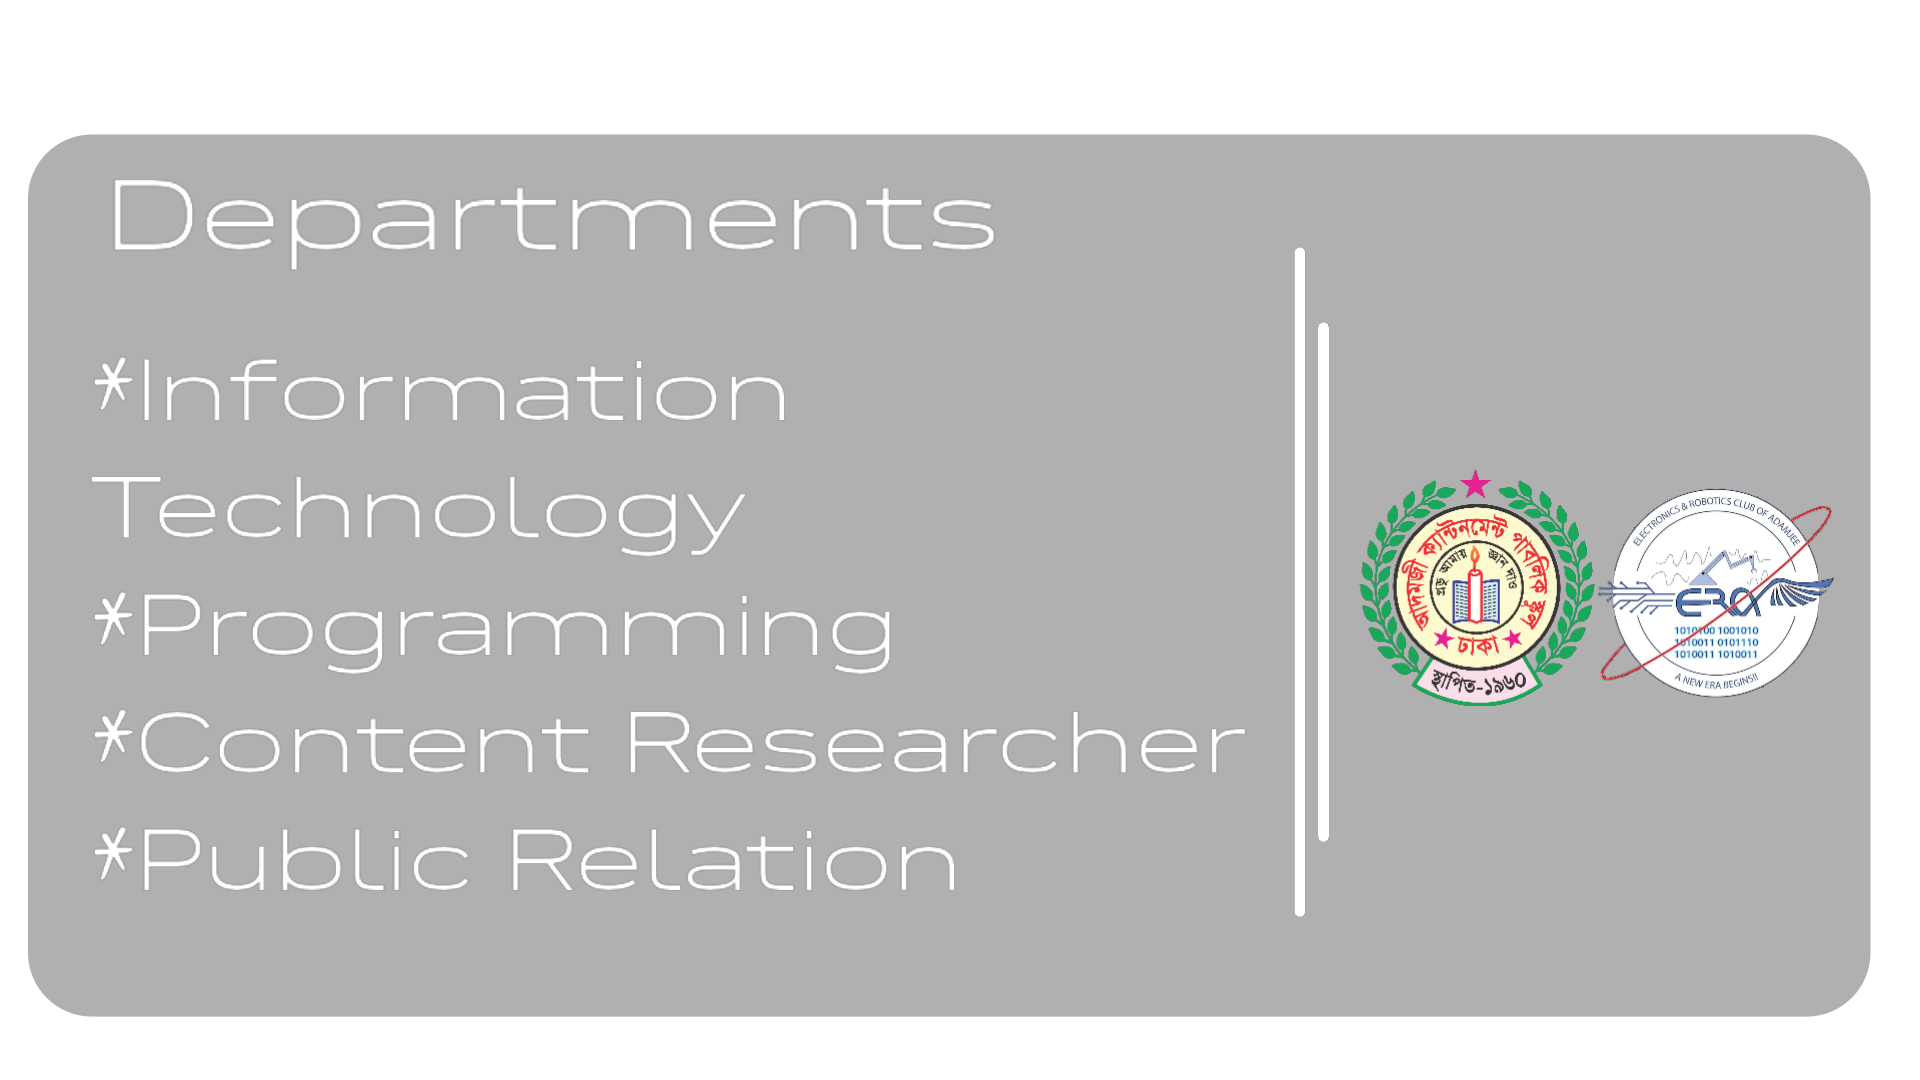 Departments
*Information
Technology
*Programming
*Content Researcher
*Public Relation
আদমজী ক্যান্টনমেন্ট পাবলিক স্কুল
প্রভু আমায় জ্ঞান দাও
ঢাকা
স্থাপিত-১৯৬০
ELECTRONICS & ROBOTICS CLUB OF ADAMJEE
ERCA
1010100 1001010
1010011 0101110
1010011 1010011
A NEW ERA BEGINS!!